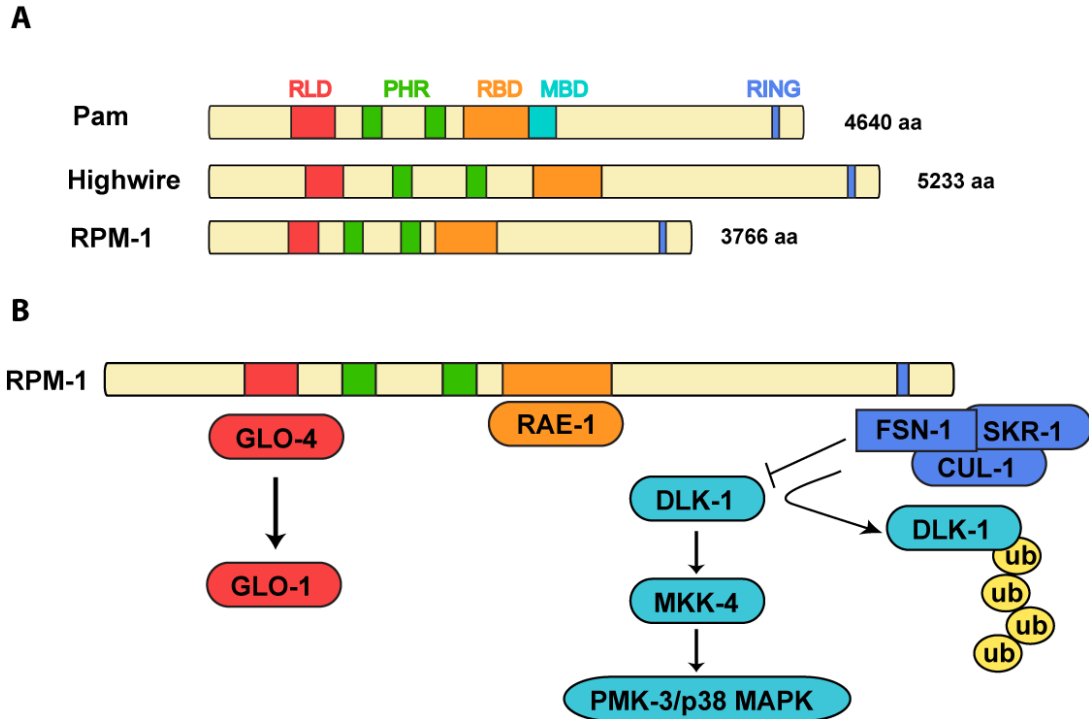 A
RLD PHR RBD MBD RING
Pam 4640 aa
Highwire 5233 aa
RPM-1 3766 aa
B
RPM-1
GLO-4 RAE-1 FSN-1 SKR-1
CUL-1
DLK-1 DLK-1
GLO-1 MKK-4 ub
ub
ub
ub
PMK-3/p38 MAPK